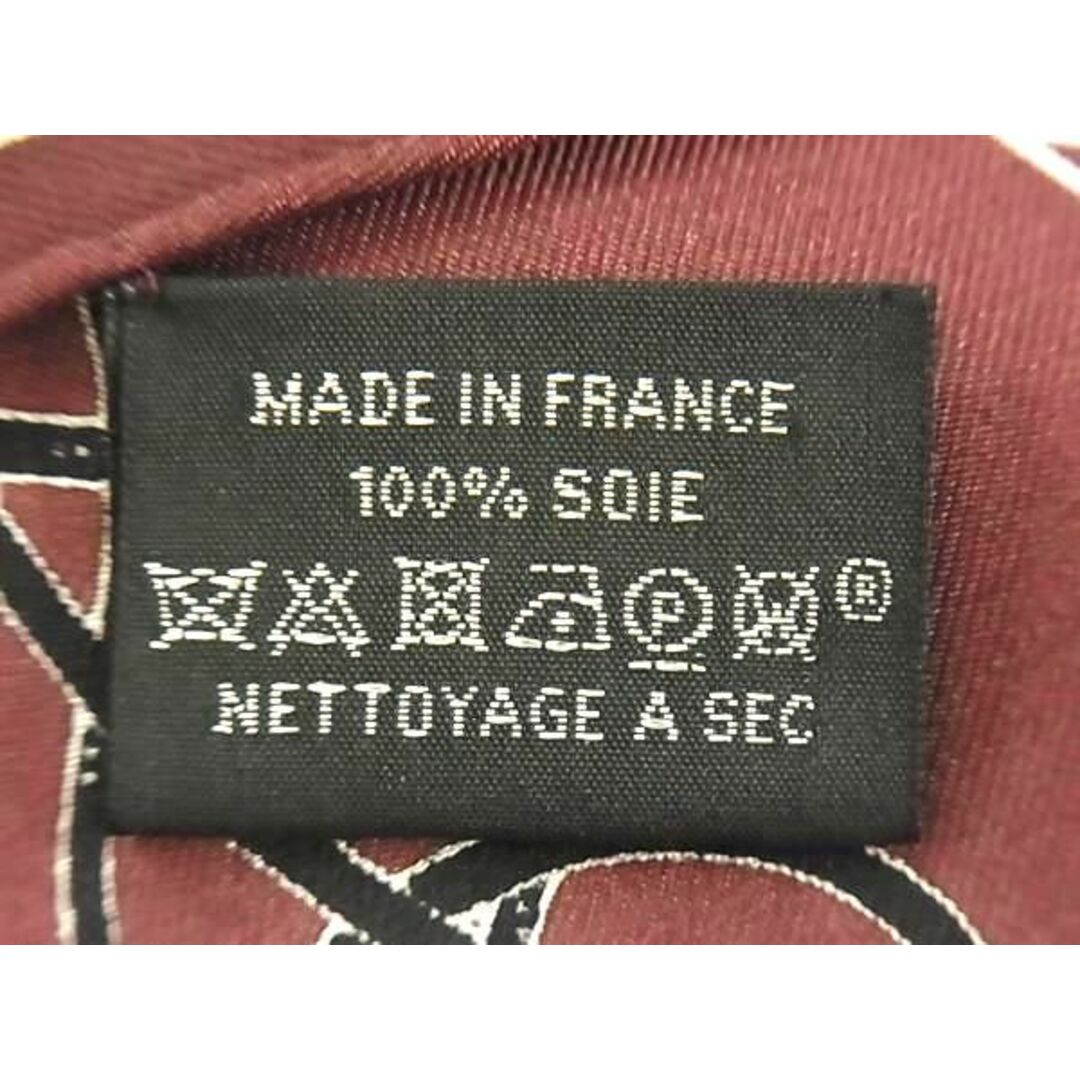 MADE IN FRANCE
100% SOIE
P W ®
NETTOYAGE A SEC